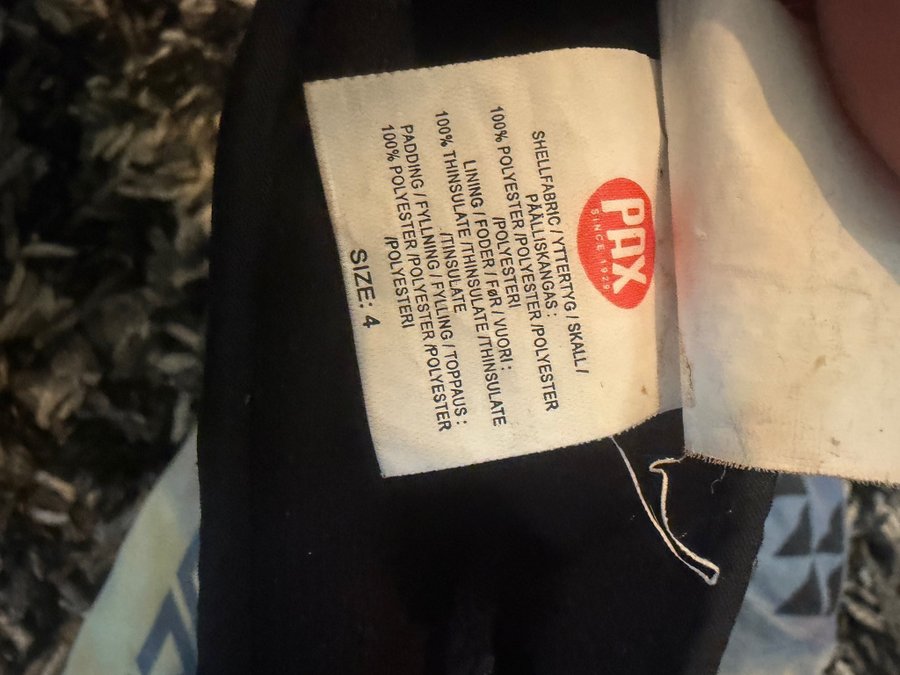 PAX
SINCE 1929
SHELLFABRIC / YTTERTYG / SKALL /
PÄÄLLISKANGAS :
100% POLYESTER /POLYESTER /POLYESTER
/POLYESTERI
LINING / FODER / FØR / VUORI :
100% THINSULATE /THINSULATE /THINSULATE
/TINSULATE
PADDING / FYLLNING / FYLLING / TOPPAUS :
100% POLYESTER /POLYESTER /POLYESTER
/POLYESTERI
SIZE: 4